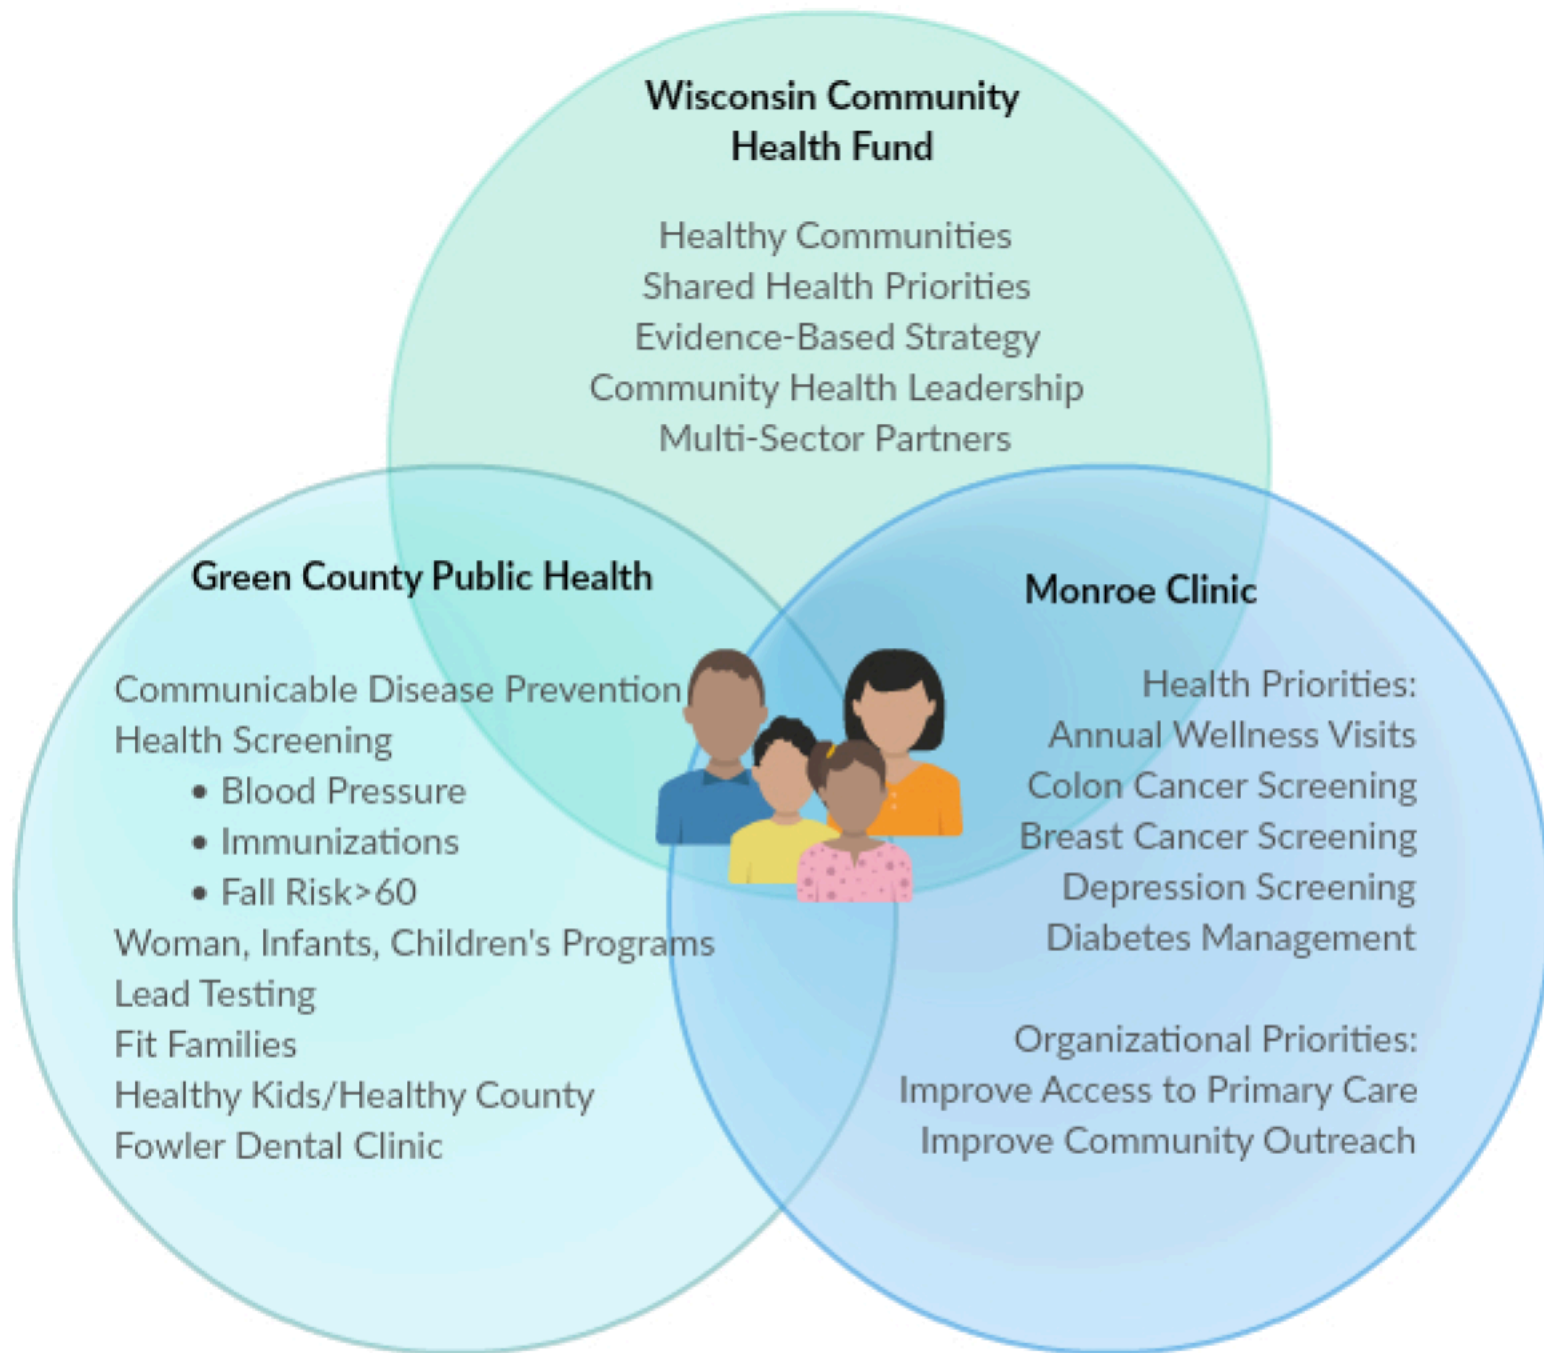 Wisconsin Community
Health Fund
Healthy Communities
Shared Health Priorities
Evidence-Based Strategy
Community Health Leadership
Multi-Sector Partners
Green County Public Health
Communicable Disease Prevention
Health Screening
• Blood Pressure
• Immunizations
• Fall Risk>60
Woman, Infants, Children's Programs
Lead Testing
Fit Families
Healthy Kids/Healthy County
Fowler Dental Clinic
Monroe Clinic
Health Priorities:
Annual Wellness Visits
Colon Cancer Screening
Breast Cancer Screening
Depression Screening
Diabetes Management
Organizational Priorities:
Improve Access to Primary Care
Improve Community Outreach